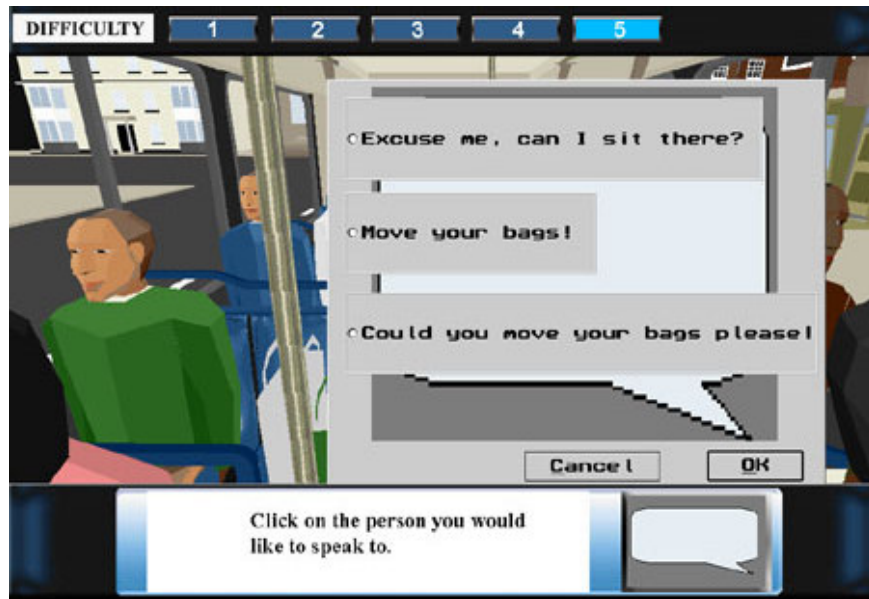 DIFFICULTY 1 2 3 4 5
Excuse me, can I sit there?
Move your bags!
Could you move your bags please!
Cancel OK
Click on the person you would
like to speak to.